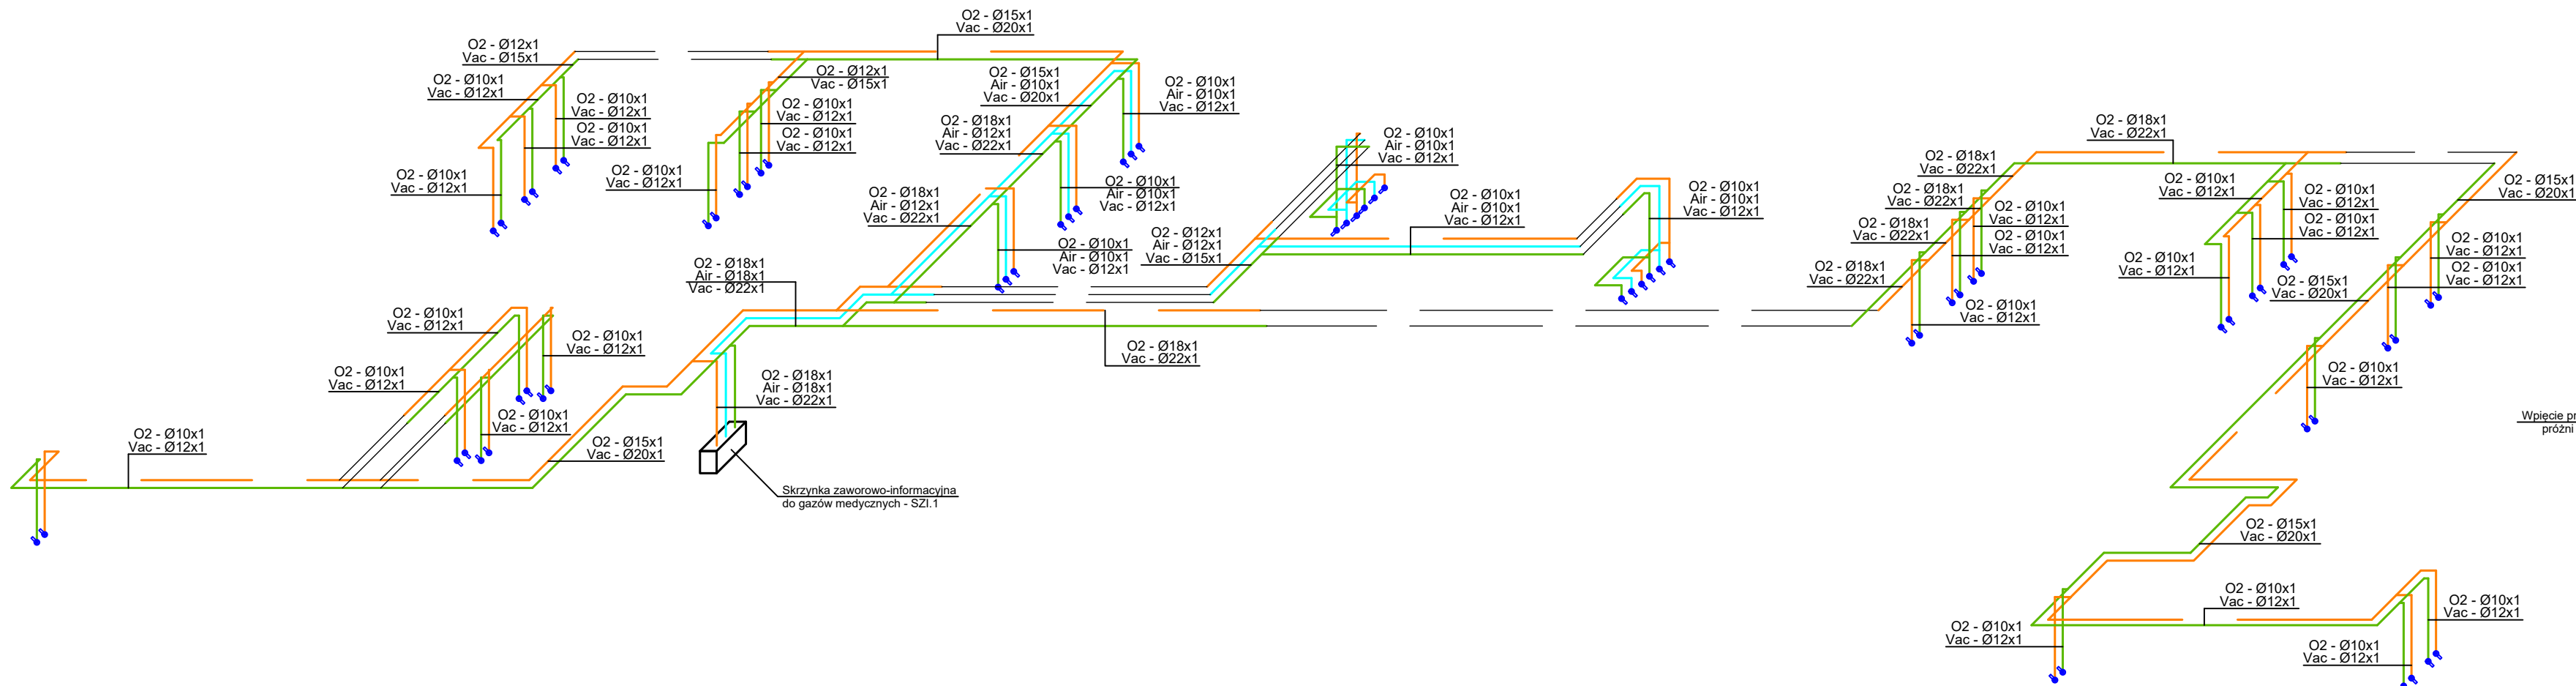 O2 - Ø15x1
Vac - Ø20x1
O2 - Ø12x1
Vac - Ø15x1
O2 - Ø10x1
Vac - Ø12x1
O2 - Ø10x1
Vac - Ø12x1
O2 - Ø10x1
Vac - Ø12x1
O2 - Ø10x1
Vac - Ø12x1
O2 - Ø12x1
Vac - Ø15x1
O2 - Ø10x1
Vac - Ø12x1
O2 - Ø10x1
Vac - Ø12x1
O2 - Ø10x1
Vac - Ø12x1
O2 - Ø15x1
Air - Ø10x1
Vac - Ø20x1
O2 - Ø10x1
Air - Ø10x1
Vac - Ø12x1
O2 - Ø18x1
Air - Ø12x1
Vac - Ø22x1
O2 - Ø10x1
Air - Ø10x1
Vac - Ø12x1
O2 - Ø18x1
Air - Ø12x1
Vac - Ø22x1
O2 - Ø10x1
Air - Ø10x1
Vac - Ø12x1
O2 - Ø12x1
Air - Ø12x1
Vac - Ø15x1
O2 - Ø10x1
Air - Ø10x1
Vac - Ø12x1
O2 - Ø10x1
Air - Ø10x1
Vac - Ø12x1
O2 - Ø10x1
Air - Ø10x1
Vac - Ø12x1
O2 - Ø18x1
Air - Ø18x1
Vac - Ø22x1
O2 - Ø18x1
Vac - Ø22x1
O2 - Ø18x1
Air - Ø18x1
Vac - Ø22x1
O2 - Ø10x1
Vac - Ø12x1
O2 - Ø10x1
Vac - Ø12x1
O2 - Ø10x1
Vac - Ø12x1
O2 - Ø10x1
Vac - Ø12x1
O2 - Ø10x1
Vac - Ø12x1
O2 - Ø15x1
Vac - Ø20x1
Skrzynka zaworowo-informacyjna
do gazów medycznych - SZI.1
O2 - Ø18x1
Vac - Ø22x1
O2 - Ø18x1
Vac - Ø22x1
O2 - Ø18x1
Vac - Ø22x1
O2 - Ø18x1
Vac - Ø22x1
O2 - Ø18x1
Vac - Ø22x1
O2 - Ø10x1
Vac - Ø12x1
O2 - Ø10x1
Vac - Ø12x1
O2 - Ø10x1
Vac - Ø12x1
O2 - Ø10x1
Vac - Ø12x1
O2 - Ø10x1
Vac - Ø12x1
O2 - Ø10x1
Vac - Ø12x1
O2 - Ø10x1
Vac - Ø12x1
O2 - Ø15x1
Vac - Ø20x1
O2 - Ø10x1
Vac - Ø12x1
O2 - Ø10x1
Vac - Ø12x1
O2 - Ø15x1
Vac - Ø20x1
O2 - Ø10x1
Vac - Ø12x1
Wpięcie
próżni
O2 - Ø15x1
Vac - Ø20x1
O2 - Ø10x1
Vac - Ø12x1
O2 - Ø10x1
Vac - Ø12x1
O2 - Ø10x1
Vac - Ø12x1
O2 - Ø10x1
Vac - Ø12x1